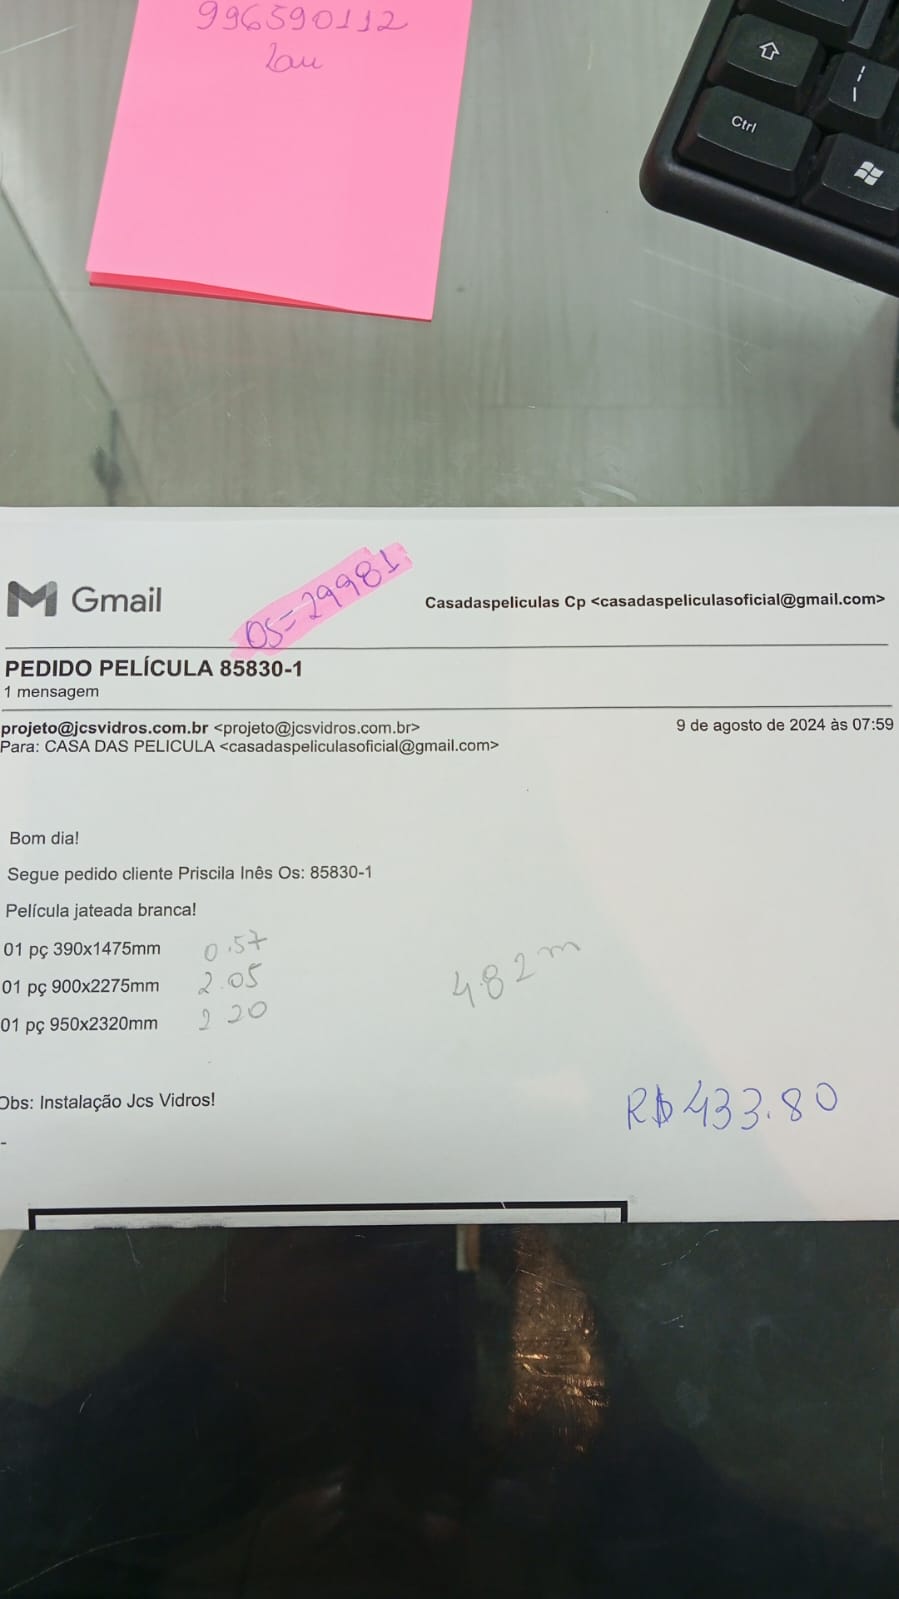 996590112
Lau
Ctrl
Gmail
OS=29981
Casadaspeliculas Cp <casadaspeliculasoficial@gmail.com>
PEDIDO PELÍCULA 85830-1
1 mensagem
projeto@jcsvidros.com.br <projeto@jcsvidros.com.br>
9 de agosto de 2024 às 07:59
Para: CASA DAS PELICULA <casadaspeliculasoficial@gmail.com>
Bom dia!
Segue pedido cliente Priscila Inês Os: 85830-1
Película jateada branca!
01 pç 390x1475mm 0.57
01 pç 900x2275mm 2.05
01 pç 950x2320mm 2 20
4.82 m
Obs: Instalação Jcs Vidros!
R$ 433.80
-